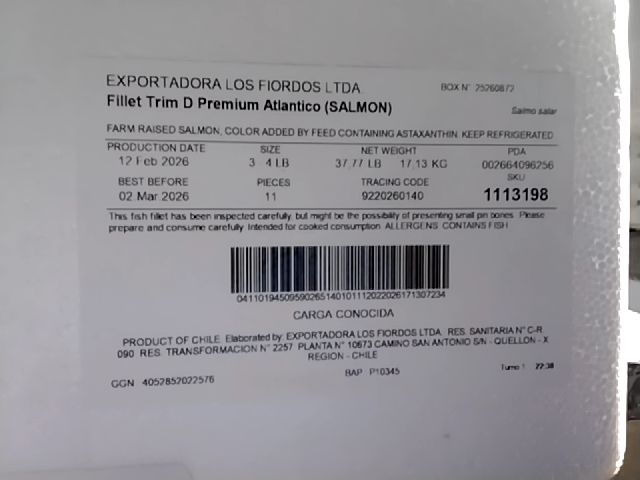 EXPORTADORA LOS FIORDOS LTDA.
BOX N° 25260872
Fillet Trim D Premium Atlantico (SALMON)
Salmo salar
FARM RAISED SALMON, COLOR ADDED BY FEED CONTAINING ASTAXANTHIN. KEEP REFRIGERATED
PRODUCTION DATE SIZE NET WEIGHT PDA
12 Feb 2026 3 - 4 LB 37,77 LB 17,13 KG 002664096256
BEST BEFORE PIECES TRACING CODE SKU
02 Mar 2026 11 9220260140 1113198
This fish fillet has been inspected carefully, but might be the possibility of presenting small pin bones. Please
prepare and consume carefully. Intended for cooked consumption. ALLERGENS: CONTAINS FISH
04110194509590265140101112022026171307234
CARGA CONOCIDA
PRODUCT OF CHILE. Elaborated by: EXPORTADORA LOS FIORDOS LTDA. RES. SANITARIA N° C-R
090 RES. TRANSFORMACION N° 2257 PLANTA N° 10673 CAMINO SAN ANTONIO S/N - QUELLON - X
REGION - CHILE
GGN 4052852022576
BAP P10345
Turno 1 22:38